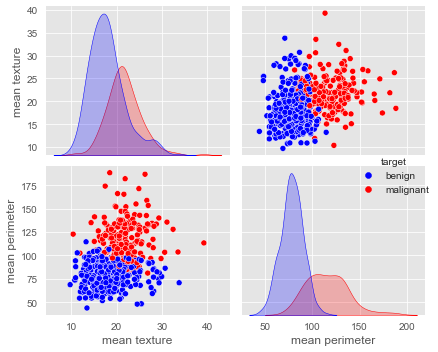 40
35
30
25
20
15
10
mean texture
target
benign
malignant
175
150
125
100
75
50
mean perimeter
10 20 30 40
mean texture
50 100 150 200
mean perimeter